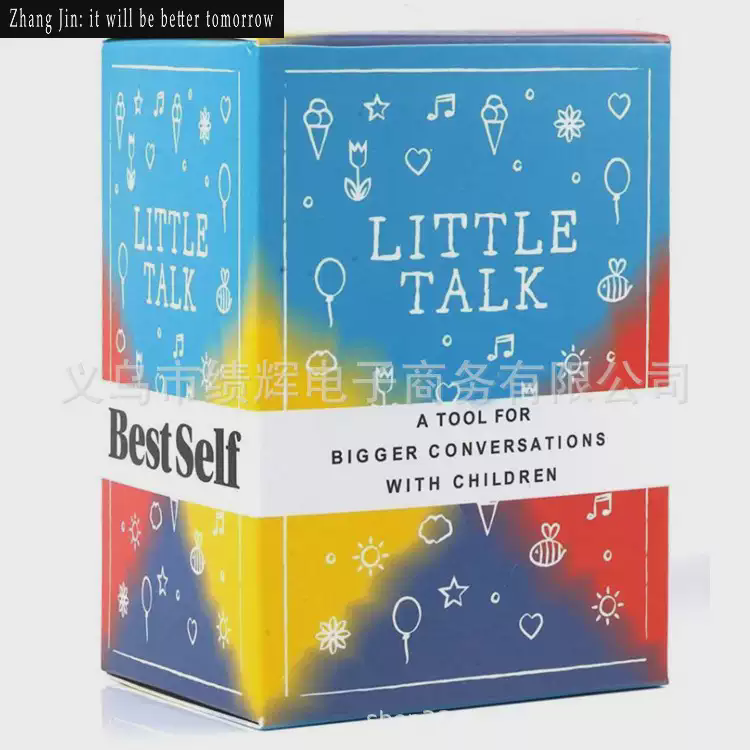 Zhang Jin: it will be better tomorrow
LITTLE
TALK
LITTLE
TALK
义乌市绩辉电子商务有限公司
BestSelf
A TOOL FOR
BIGGER CONVERSATIONS
WITH CHILDREN